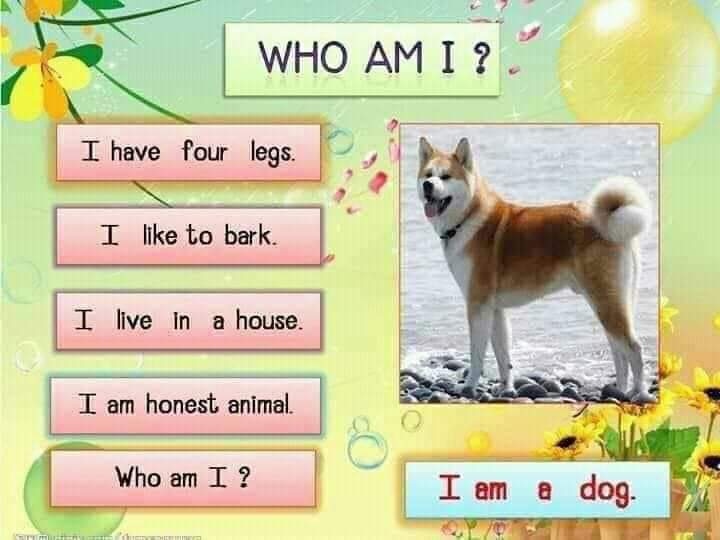 WHO AM I ?
I have four legs.
I like to bark.
I live in a house.
I am honest animal.
Who am I ?
I am a dog.